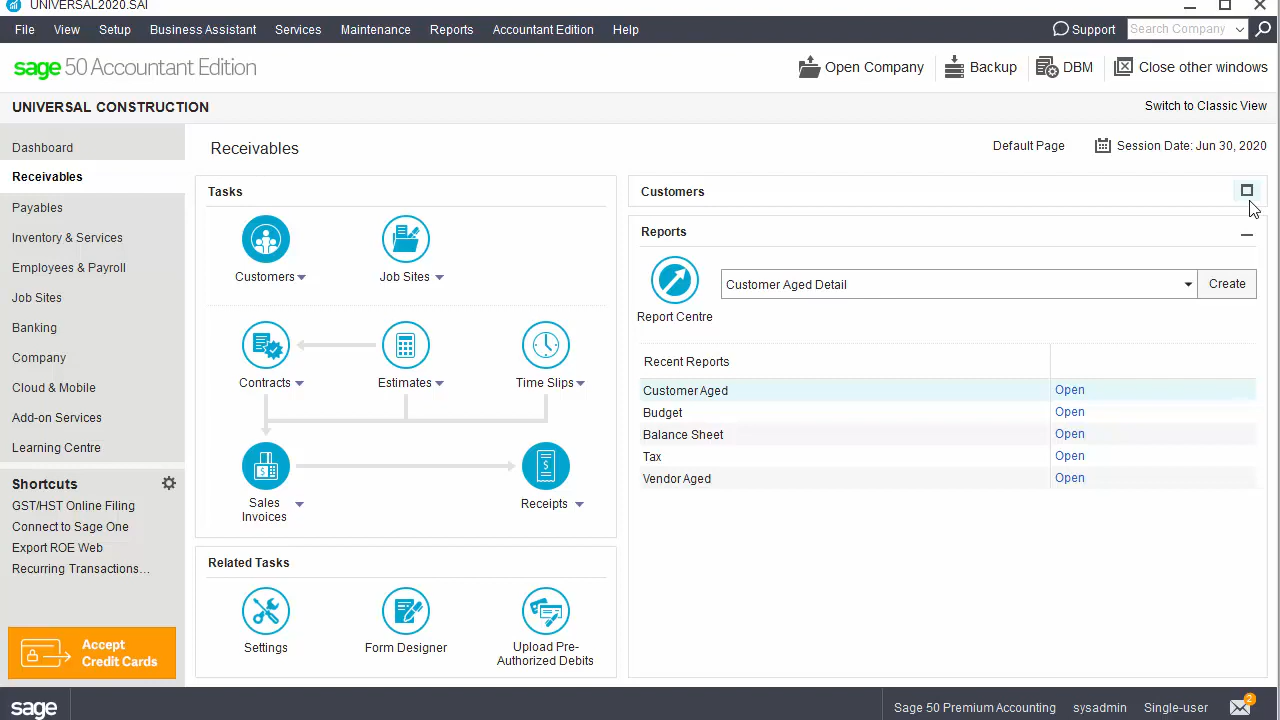 UNIVERSAL2020.SAI
File View Setup Business Assistant Services Maintenance Reports Accountant Edition Help Support Search Company
sage 50 Accountant Edition Open Company Backup DBM Close other windows
UNIVERSAL CONSTRUCTION Switch to Classic View
Dashboard
Receivables
Payables
Inventory & Services
Employees & Payroll
Job Sites
Banking
Company
Cloud & Mobile
Add-on Services
Learning Centre
Shortcuts
GST/HST Online Filing
Connect to Sage One
Export ROE Web
Recurring Transactions...
Accept
Credit Cards
Receivables
Default Page Session Date: Jun 30, 2020
Tasks
Customers Job Sites
Contracts Estimates Time Slips
Sales
Invoices
Receipts
Related Tasks
Settings Form Designer Upload Pre-
Authorized Debits
Customers
Reports
Report Centre
Customer Aged Detail Create
Recent Reports
Customer Aged Open
Budget Open
Balance Sheet Open
Tax Open
Vendor Aged Open
sage Sage 50 Premium Accounting sysadmin Single-user 2